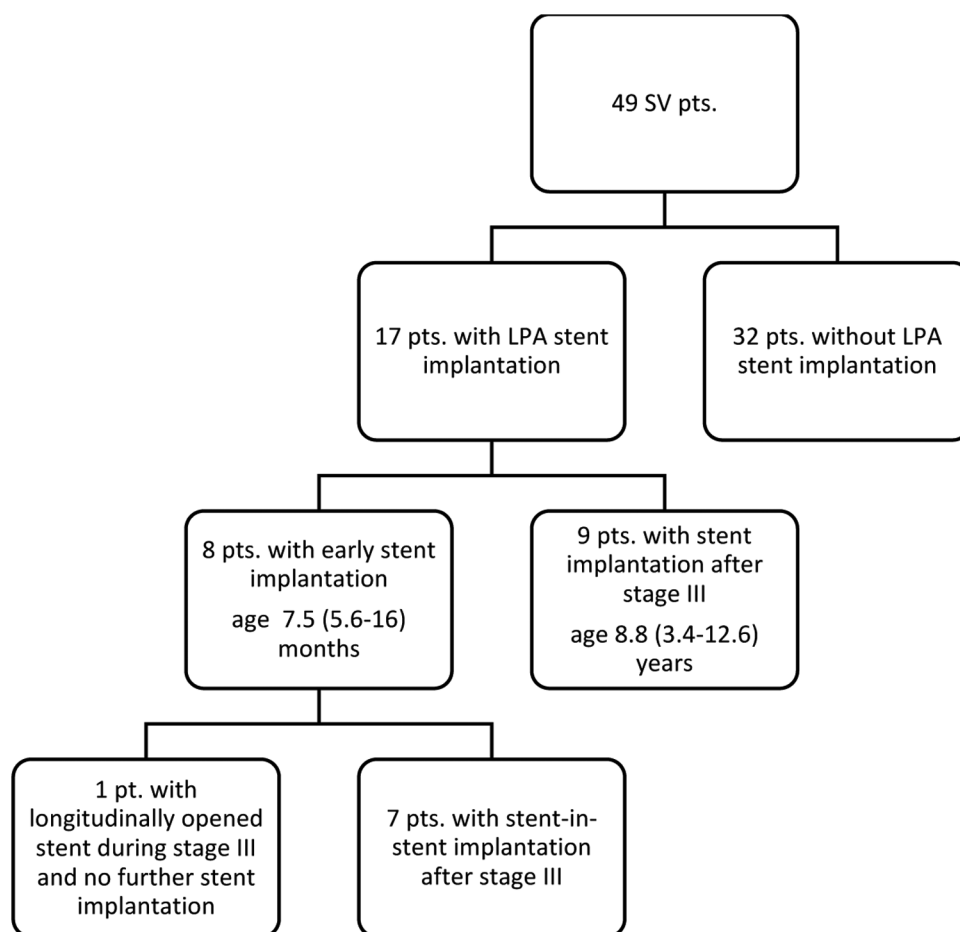 49 SV pts.
17 pts. with LPA stent
implantation
32 pts. without LPA
stent implantation
8 pts. with early stent
implantation
age  7.5 (5.6-16)
months
9 pts. with stent
implantation after
stage III
age 8.8 (3.4-12.6)
years
1 pt. with
longitudinally opened
stent during stage III
and no further stent
implantation
7 pts. with stent-in-
stent implantation
after stage III